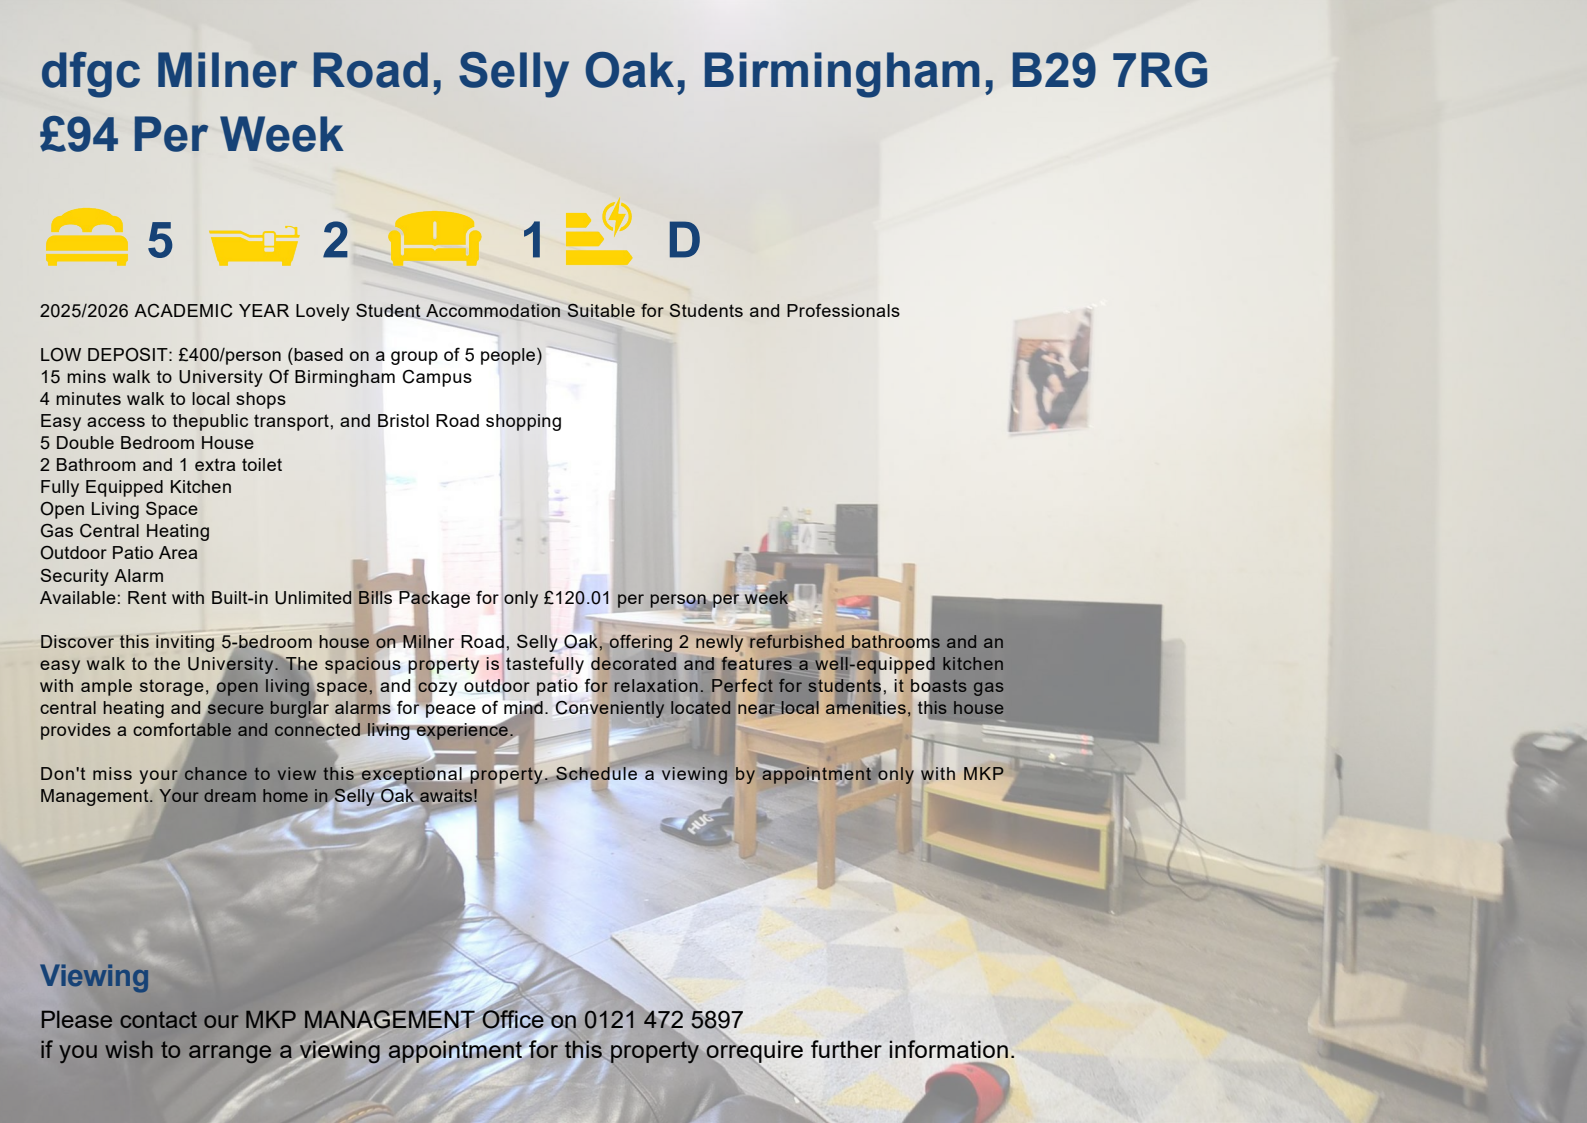 dfgc Milner Road, Selly Oak, Birmingham, B29 7RG
£94 Per Week
5 2 1 D
2025/2026 ACADEMIC YEAR Lovely Student Accommodation Suitable for Students and Professionals
LOW DEPOSIT: £400/person (based on a group of 5 people)
15 mins walk to University Of Birmingham Campus
4 minutes walk to local shops
Easy access to thepublic transport, and Bristol Road shopping
5 Double Bedroom House
2 Bathroom and 1 extra toilet
Fully Equipped Kitchen
Open Living Space
Gas Central Heating
Outdoor Patio Area
Security Alarm
Available: Rent with Built-in Unlimited Bills Package for only £120.01 per person per week
Discover this inviting 5-bedroom house on Milner Road, Selly Oak, offering 2 newly refurbished bathrooms and an
easy walk to the University. The spacious property is tastefully decorated and features a well-equipped kitchen
with ample storage, open living space, and cozy outdoor patio for relaxation. Perfect for students, it boasts gas
central heating and secure burglar alarms for peace of mind. Conveniently located near local amenities, this house
provides a comfortable and connected living experience.
Don't miss your chance to view this exceptional property. Schedule a viewing by appointment only with MKP
Management. Your dream home in Selly Oak awaits!
HUG
Viewing
Please contact our MKP MANAGEMENT Office on 0121 472 5897
if you wish to arrange a viewing appointment for this property orrequire further information.